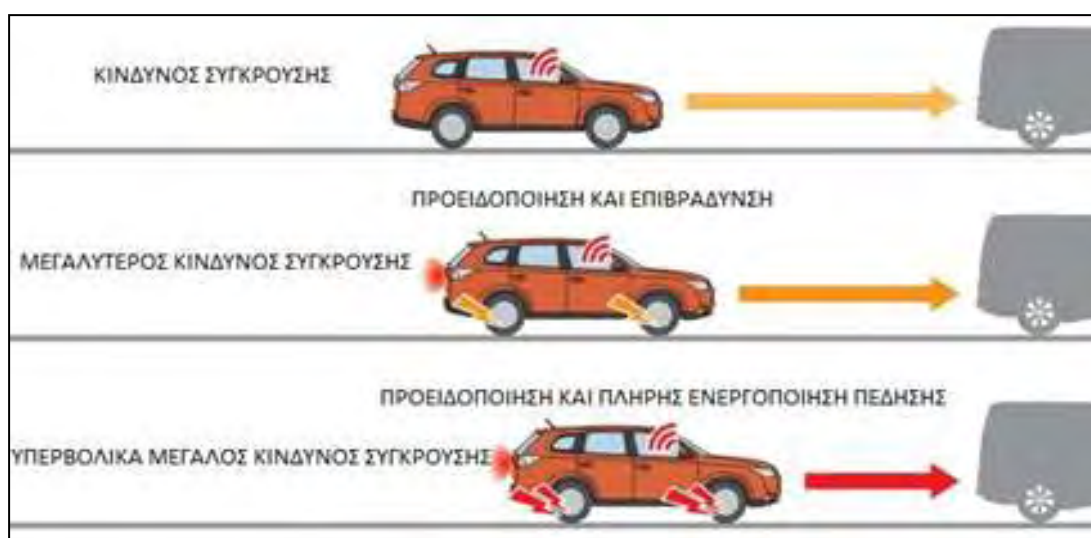 ΚΙΝΔΥΝΟΣ ΣΥΓΚΡΟΥΣΗΣ
ΠΡΟΕΙΔΟΠΟΙΗΣΗ ΚΑΙ ΕΠΙΒΡΑΔΥΝΣΗ
ΜΕΓΑΛΥΤΕΡΟΣ ΚΙΝΔΥΝΟΣ ΣΥΓΚΡΟΥΣΗΣ
ΠΡΟΕΙΔΟΠΟΙΗΣΗ ΚΑΙ ΠΛΗΡΗΣ ΕΝΕΡΓΟΠΟΙΗΣΗ ΠΕΔΗΣΗΣ
ΥΠΕΡΒΟΛΙΚΑ ΜΕΓΑΛΟΣ ΚΙΝΔΥΝΟΣ ΣΥΓΚΡΟΥΣΗΣ